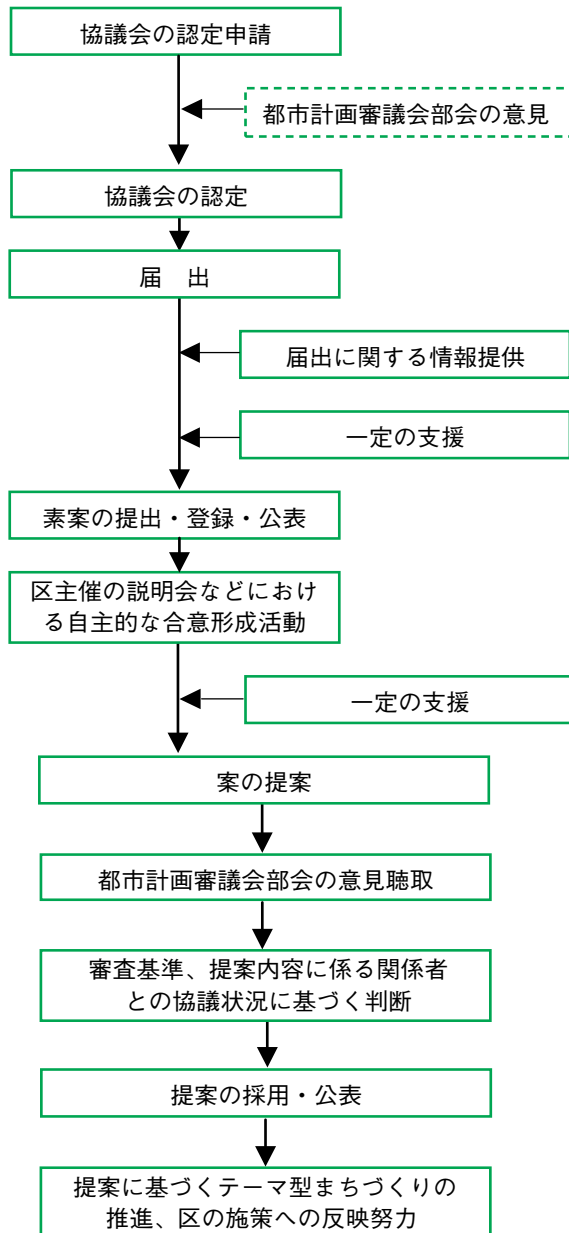 協議会の認定申請
都市計画審議会部会の意見
協議会の認定
届　出
届出に関する情報提供
一定の支援
素案の提出・登録・公表
区主催の説明会などにおけ
る自主的な合意形成活動
一定の支援
案の提案
都市計画審議会部会の意見聴取
審査基準、提案内容に係る関係者
との協議状況に基づく判断
提案の採用・公表
提案に基づくテーマ型まちづくりの
推進、区の施策への反映努力